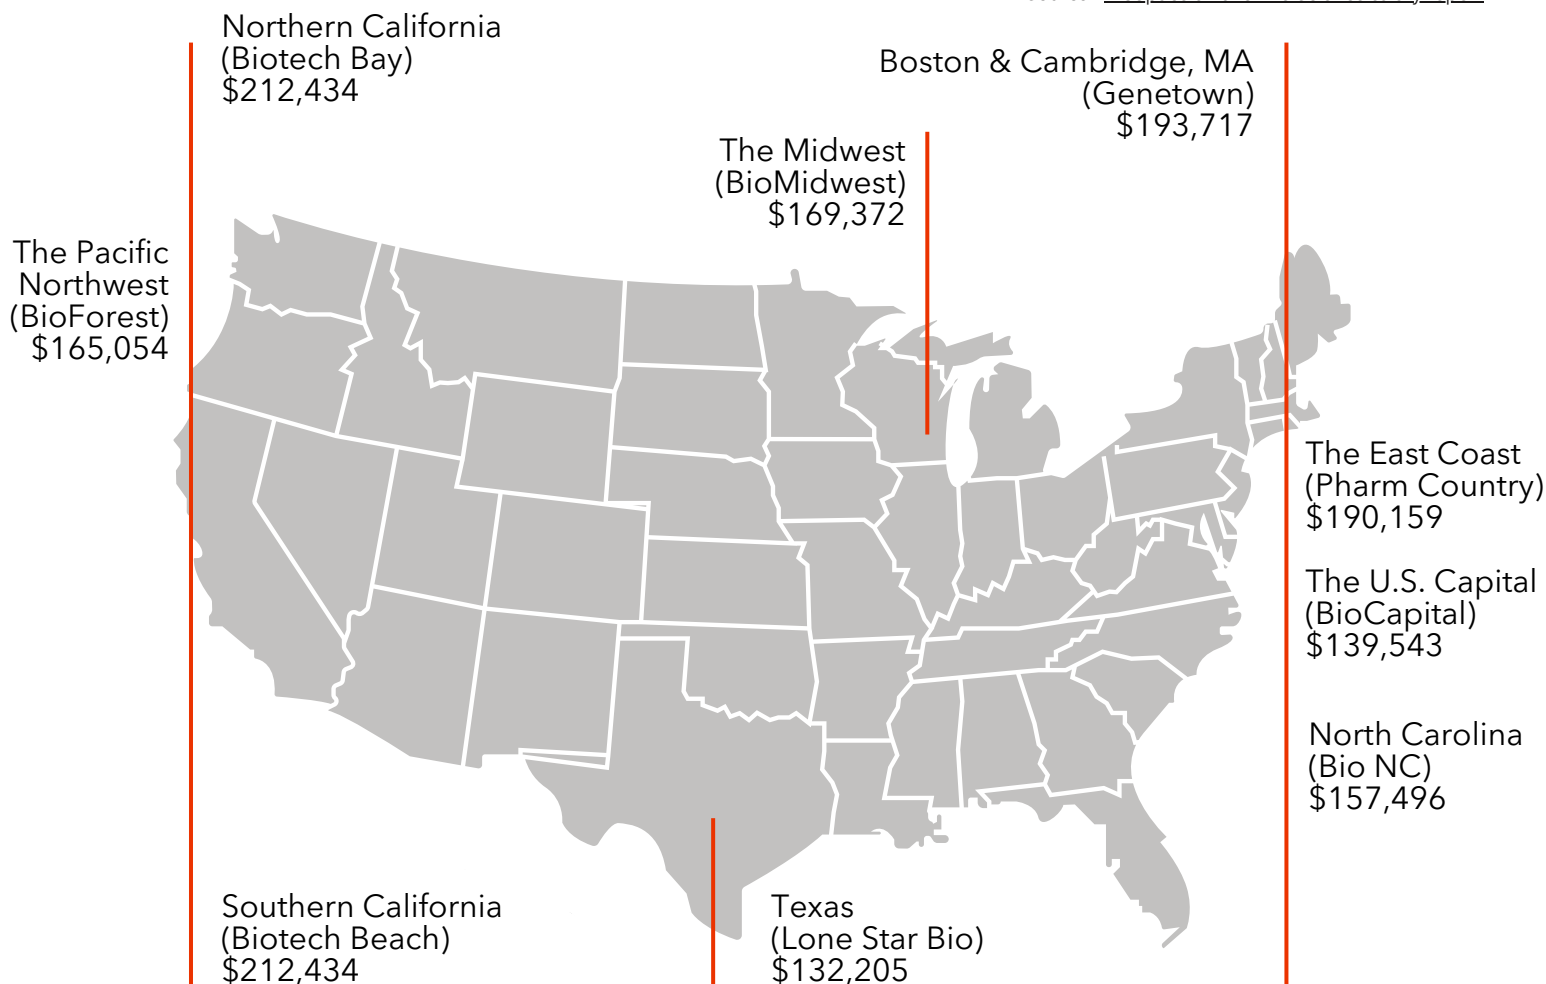 Northern California
(Biotech Bay)
$212,434
Boston & Cambridge, MA
(Genetown)
$193,717
The Midwest
(BioMidwest)
$169,372
The Pacific
Northwest
(BioForest)
$165,054
The East Coast
(Pharm Country)
$190,159
The U.S. Capital
(BioCapital)
$139,543
North Carolina
(Bio NC)
$157,496
Southern California
(Biotech Beach)
$212,434
Texas
(Lone Star Bio)
$132,205